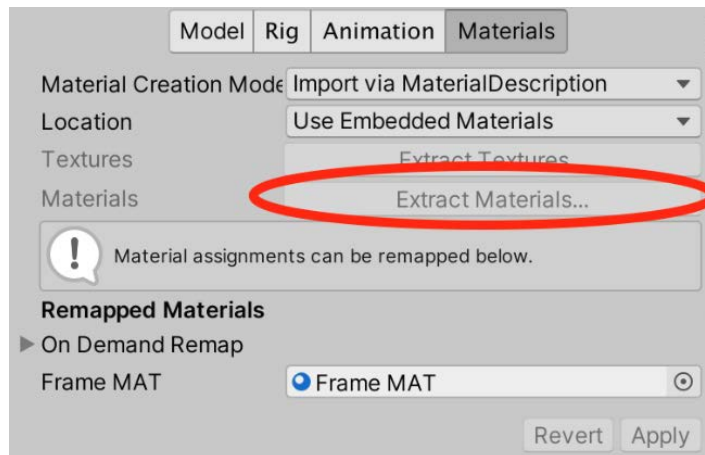 Model Rig Animation Materials
Material Creation Mode Import via MaterialDescription
Location Use Embedded Materials
Textures Extract Textures
Materials Extract Materials...
Material assignments can be remapped below.
Remapped Materials
On Demand Remap
Frame MAT Frame MAT
Revert Apply